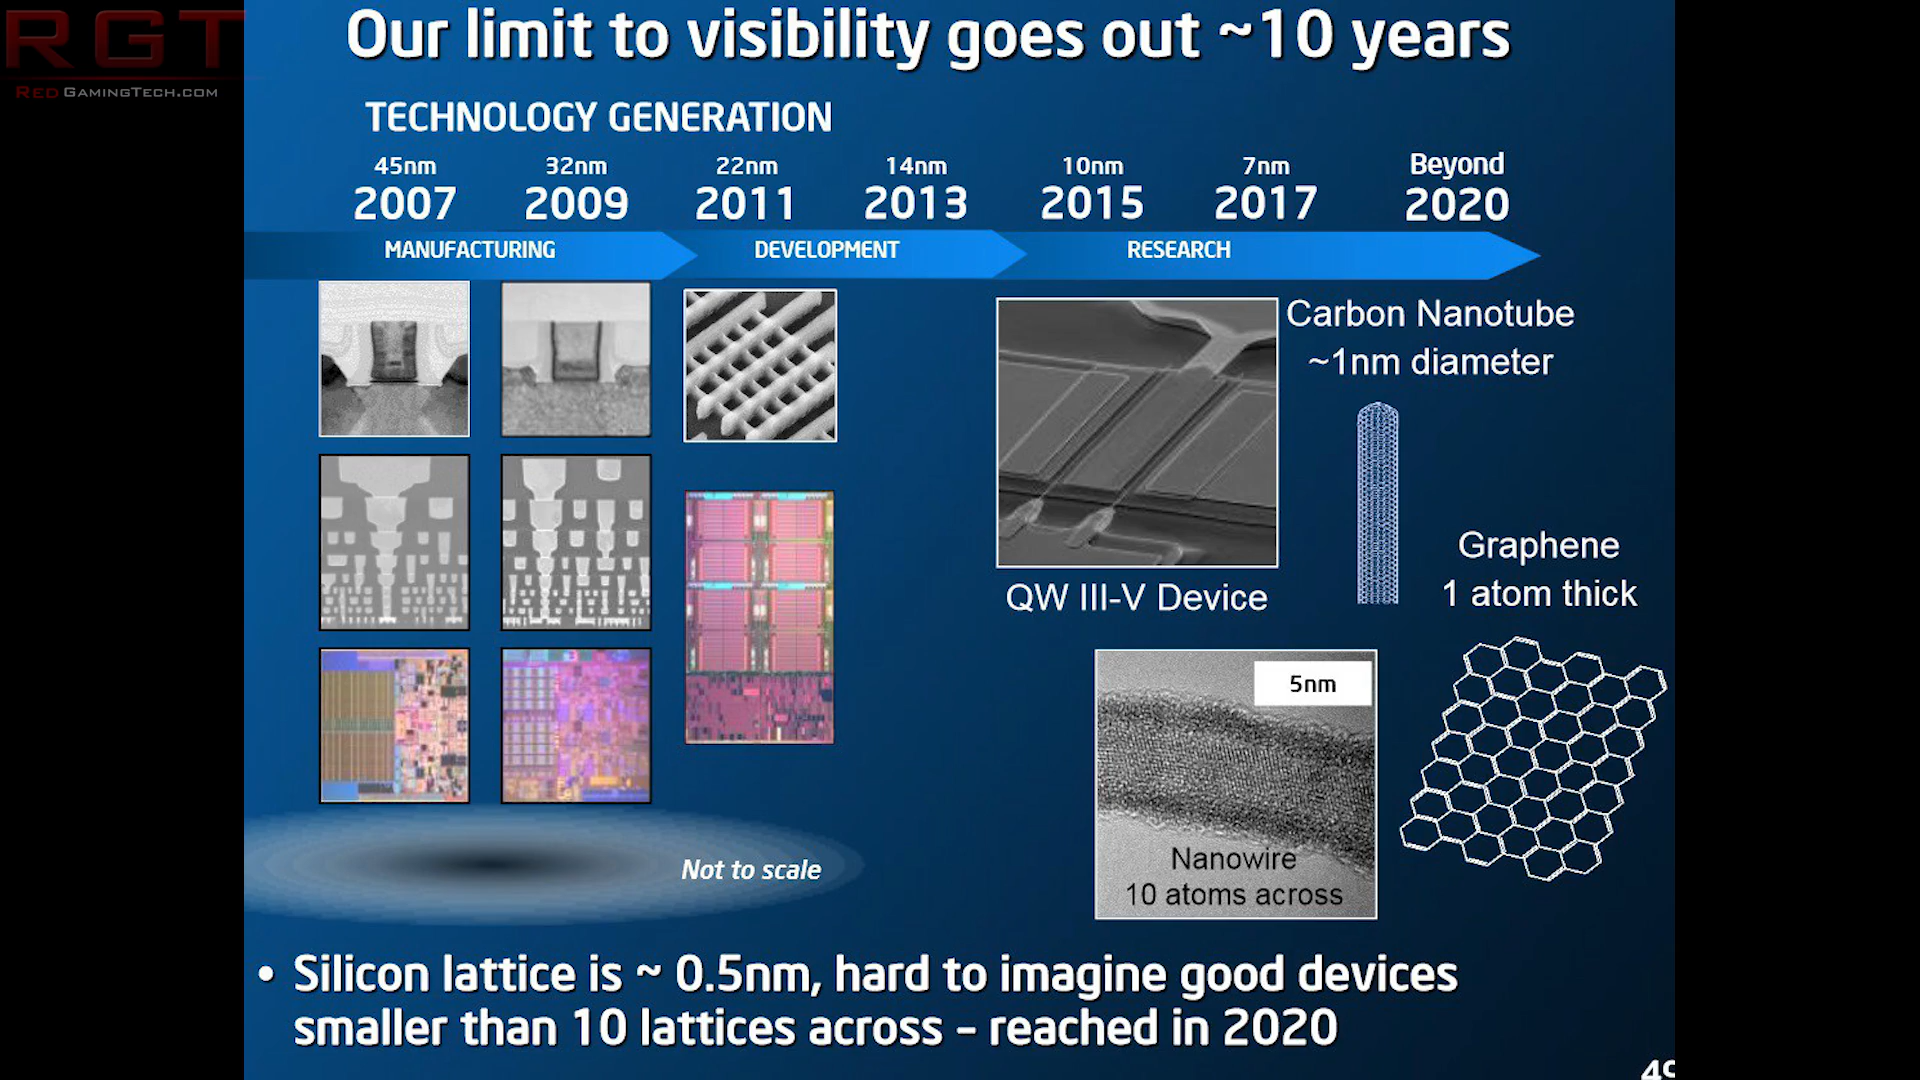 RGT
REDGAMINGTECH.COM
Our limit to visibility goes out ~10 years
TECHNOLOGY GENERATION
45nm 32nm 22nm 14nm 10nm 7nm Beyond
2007 2009 2011 2013 2015 2017 2020
MANUFACTURING DEVELOPMENT RESEARCH
Carbon Nanotube
~1nm diameter
QW III-V Device
Graphene
1 atom thick
5nm
Nanowire
10 atoms across
Not to scale
• Silicon lattice is ~ 0.5nm, hard to imagine good devices
smaller than 10 lattices across – reached in 2020